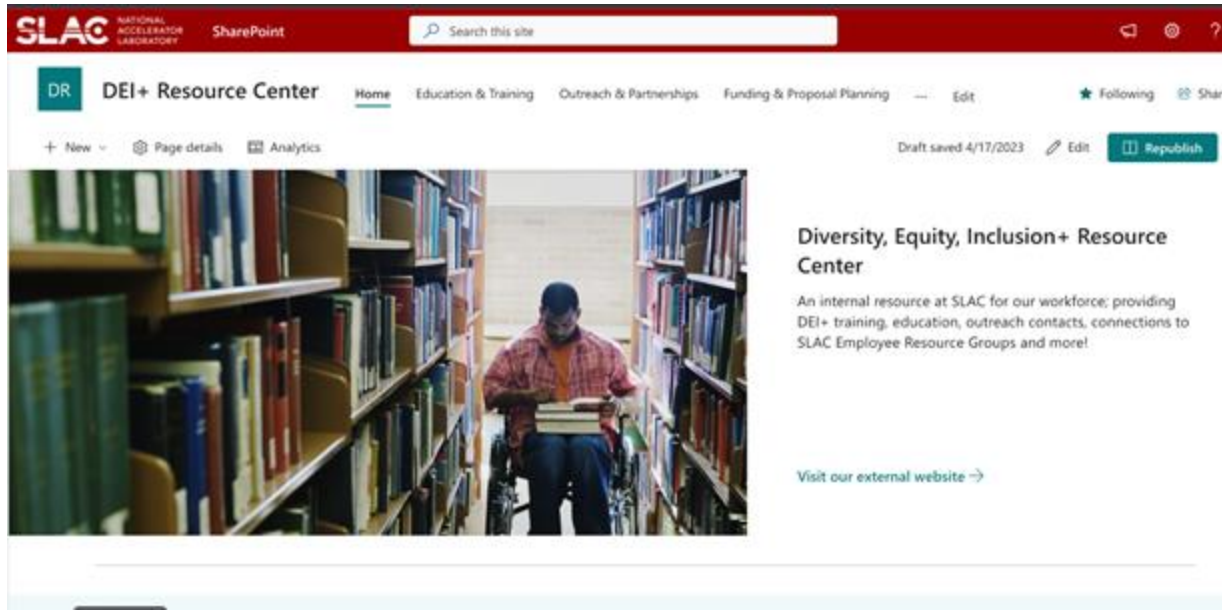 SLAC NATIONAL ACCELERATOR LABORATORY SharePoint Search this site ?
DR DEI+ Resource Center Home Education & Training Outreach & Partnerships Funding & Proposal Planning ... Edit Following Shar
+ New Page details Analytics Draft saved 4/17/2023 Edit Republish
Diversity, Equity, Inclusion+ Resource
Center
An internal resource at SLAC for our workforce; providing
DEI+ training, education, outreach contacts, connections to
SLAC Employee Resource Groups and more!
Visit our external website →